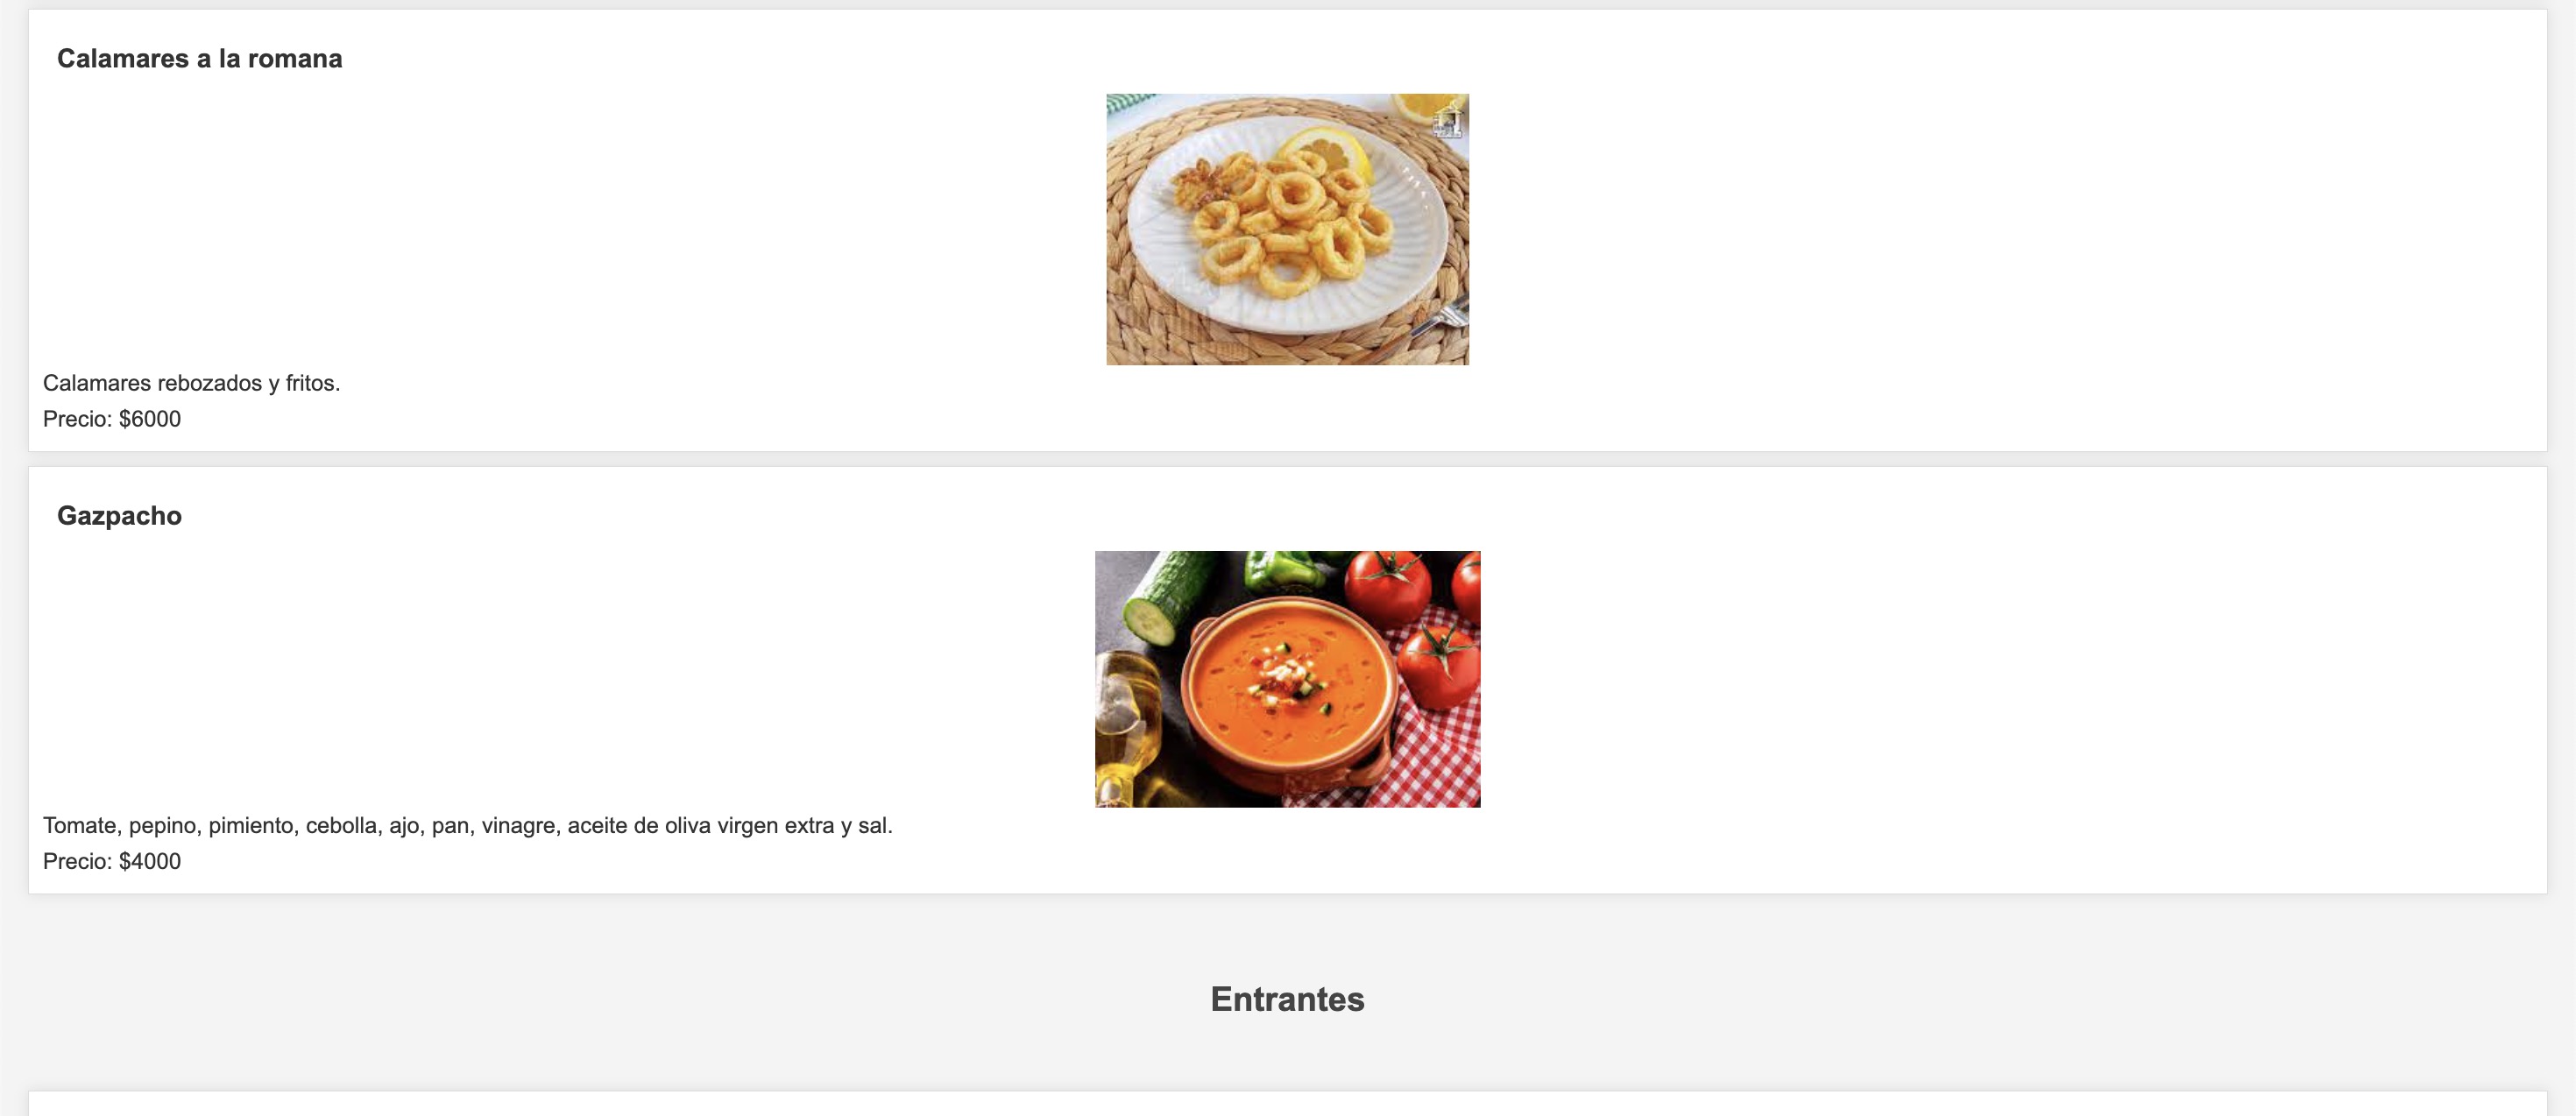 Calamares a la romana
Calamares rebozados y fritos.
Precio: $6000
Gazpacho
Tomate, pepino, pimiento, cebolla, ajo, pan, vinagre, aceite de oliva virgen extra y sal.
Precio: $4000
Entrantes